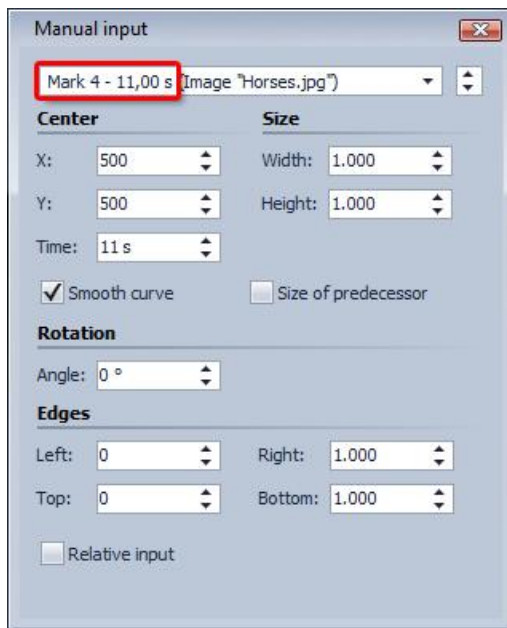 Manual input
Mark 4 - 11,00 s (Image "Horses.jpg")
Center Size
X: 500 Width: 1.000
Y: 500 Height: 1.000
Time: 11 s
Smooth curve Size of predecessor
Rotation
Angle: 0 °
Edges
Left: 0 Right: 1.000
Top: 0 Bottom: 1.000
Relative input